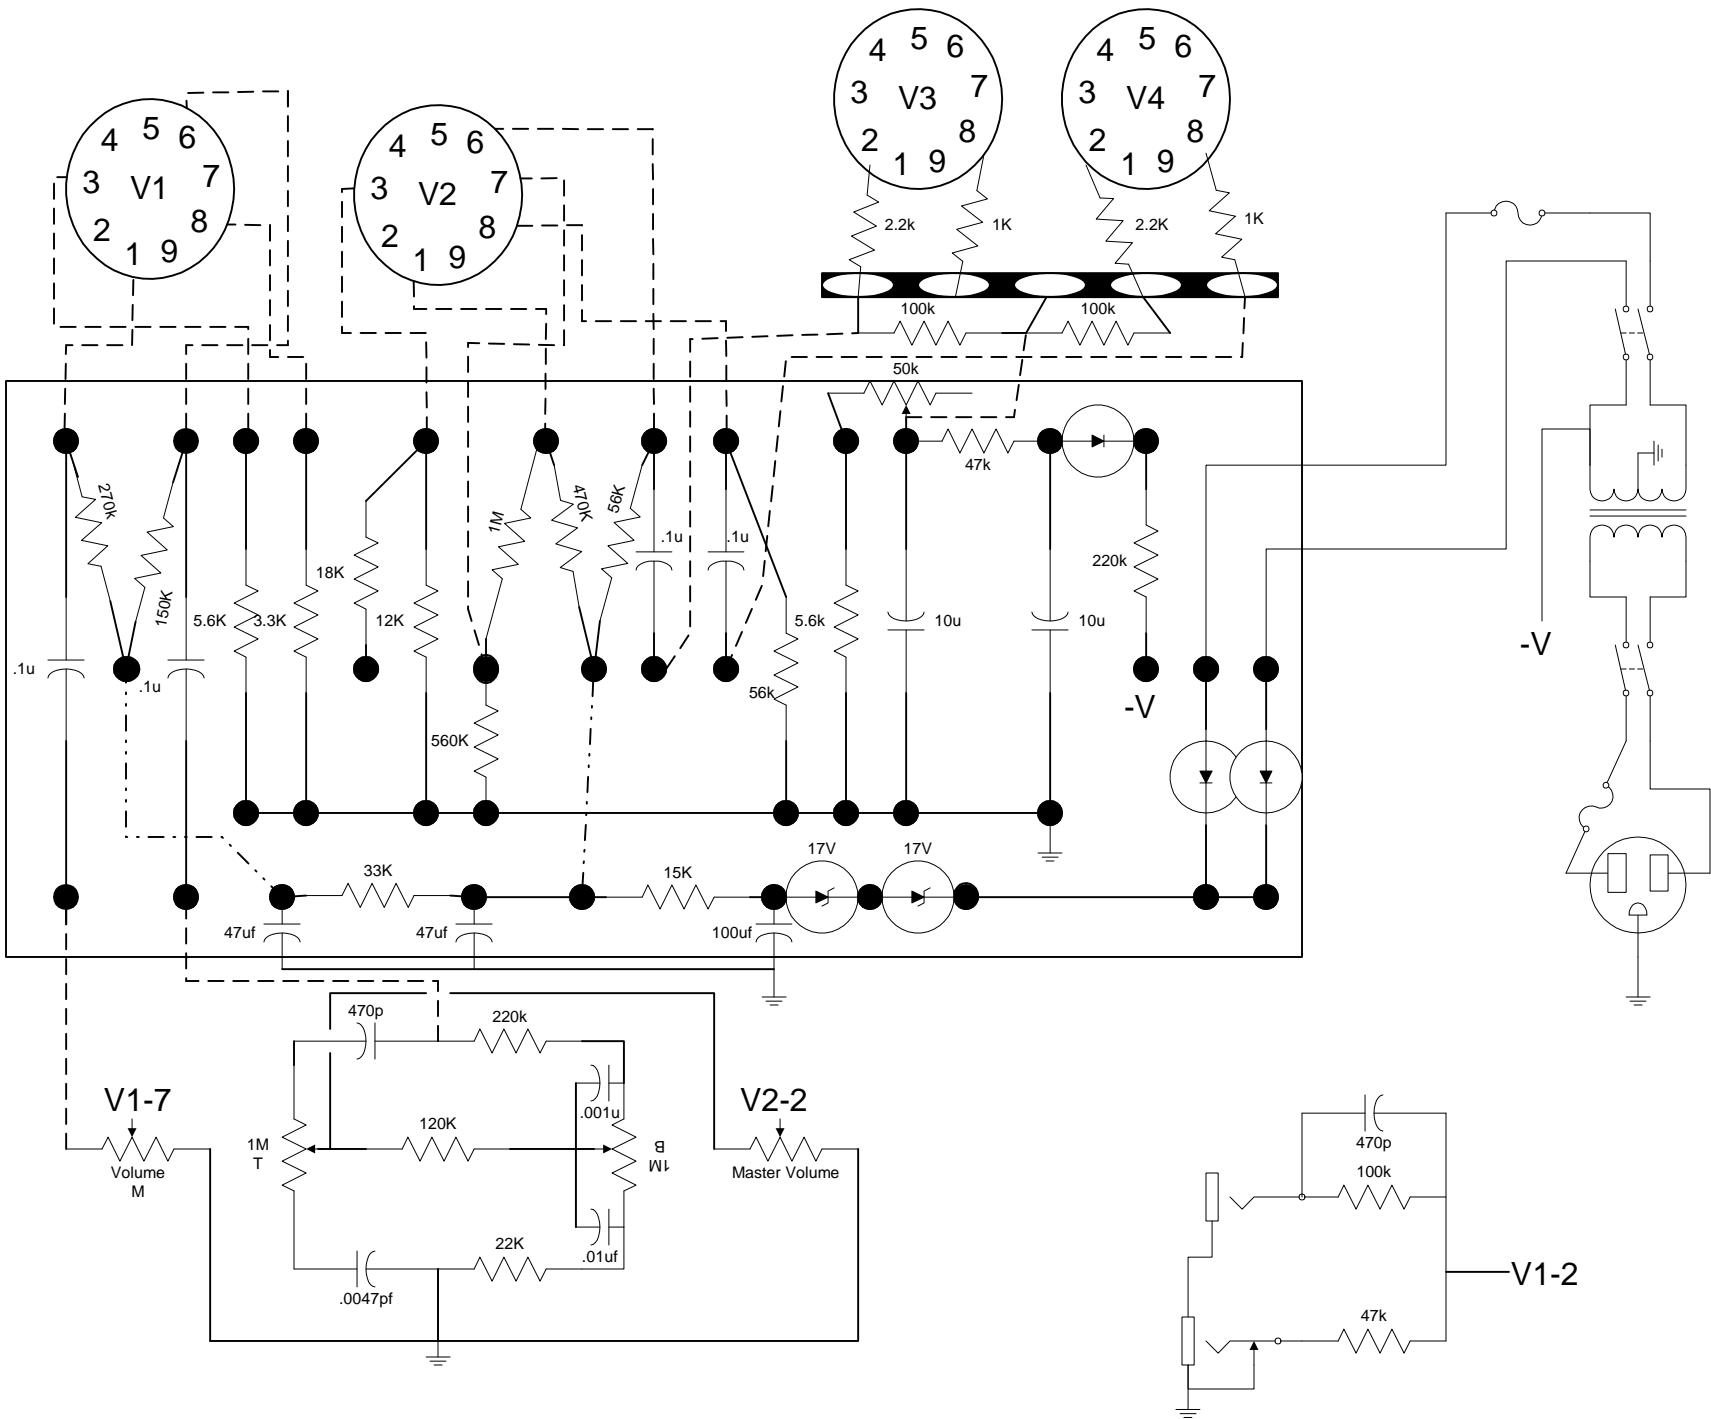 5
4 6
3 7
V3
2 8
1 9
5
4 6
3 7
V4
2 8
1 9
5
4 6
3 7
V1
2 8
1 9
5
4 6
3 7
V2
2 8
1 9
2.2k
1K
2.2K
1K
100k
100k
50k
47k
270k
150K
1M
470K
56K
.1u
.1u
18K
220k
5.6K
3.3K
12K
5.6k
10u
10u
.1u
.1u
56k
-V
-V
560K
17V
17V
33K
15K
47uf
47uf
100uf
470p
220k
V1-7
V2-2
.001u
120K
1M
T
B
1M
Volume
M
Master Volume
470p
100k
22K
.01uf
.0047pf
V1-2
47k